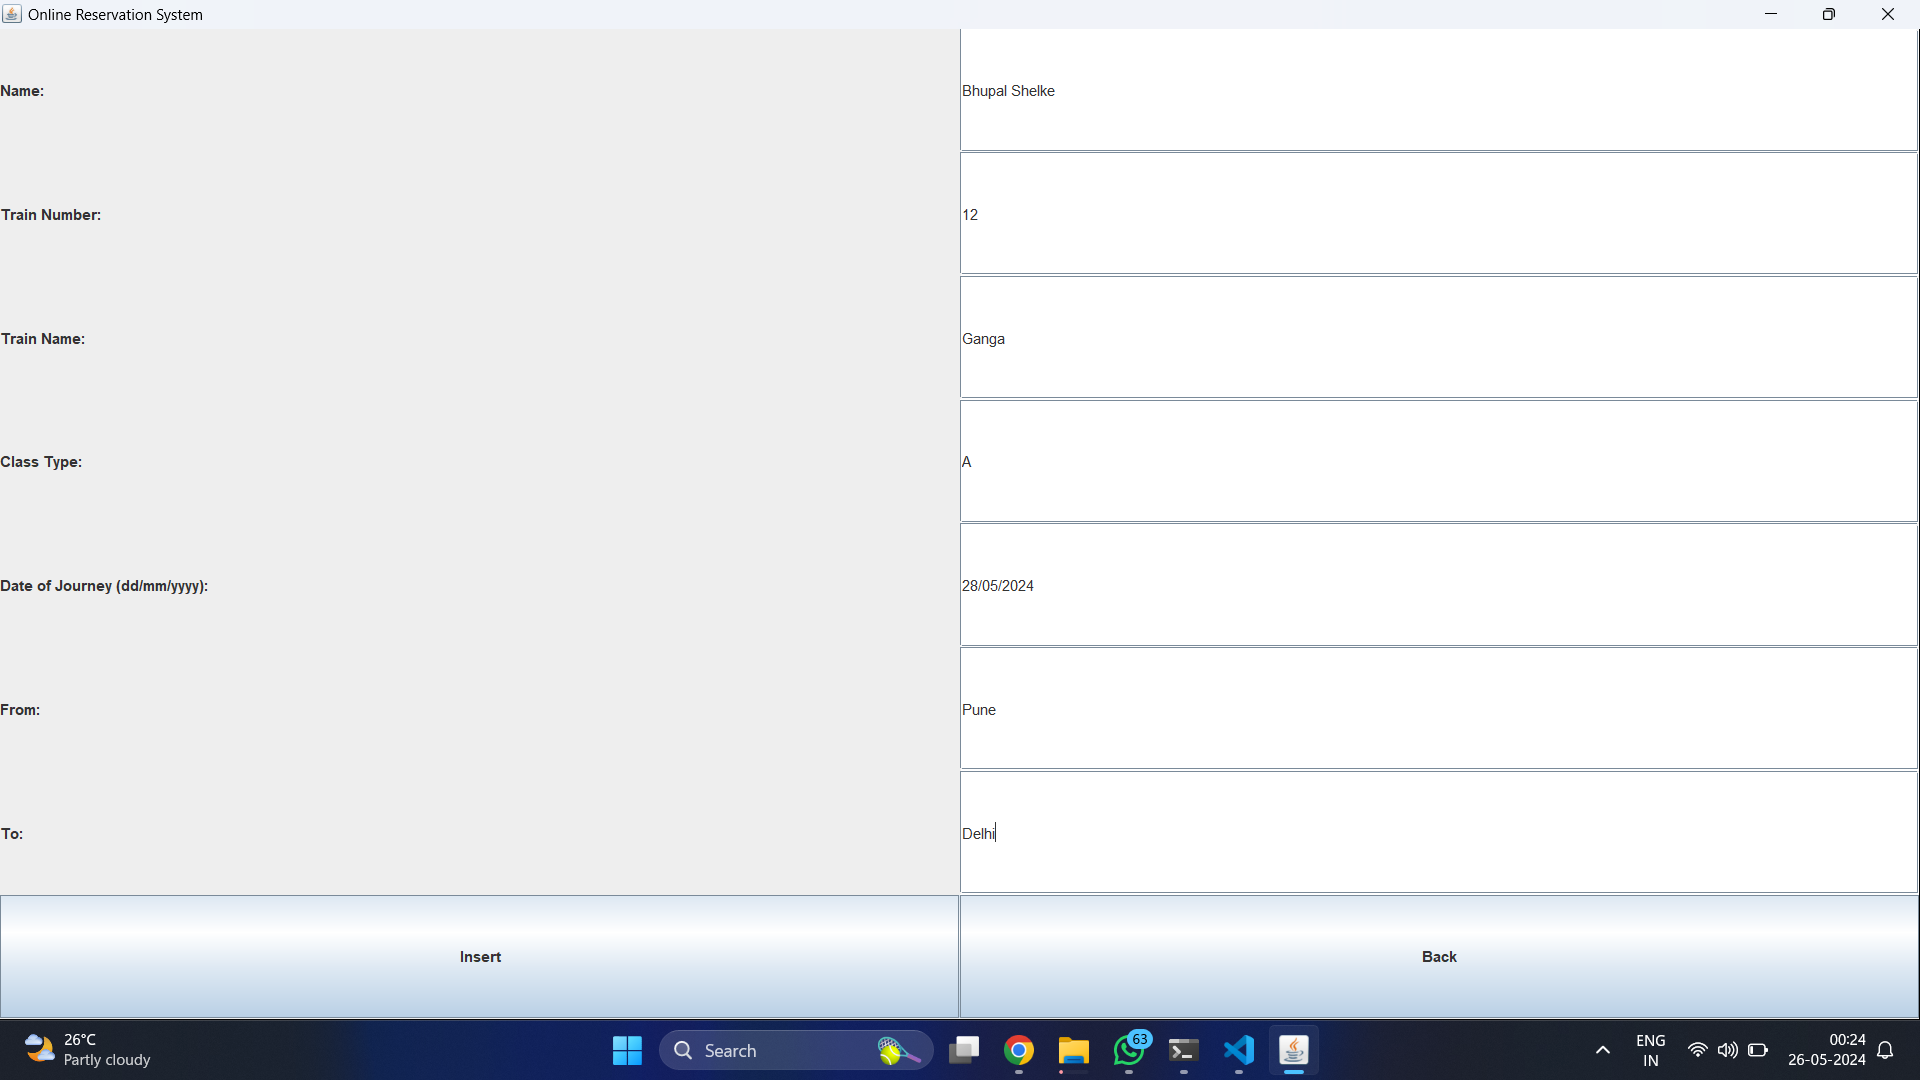 Online Reservation System
Name:
Bhupal Shelke
Train Number:
12
Train Name:
Ganga
Class Type:
A
Date of Journey (dd/mm/yyyy):
28/05/2024
From:
Pune
To:
Delhi
Insert
Back
26°C
Partly cloudy
Search
63
ENG
IN
00:24
26-05-2024